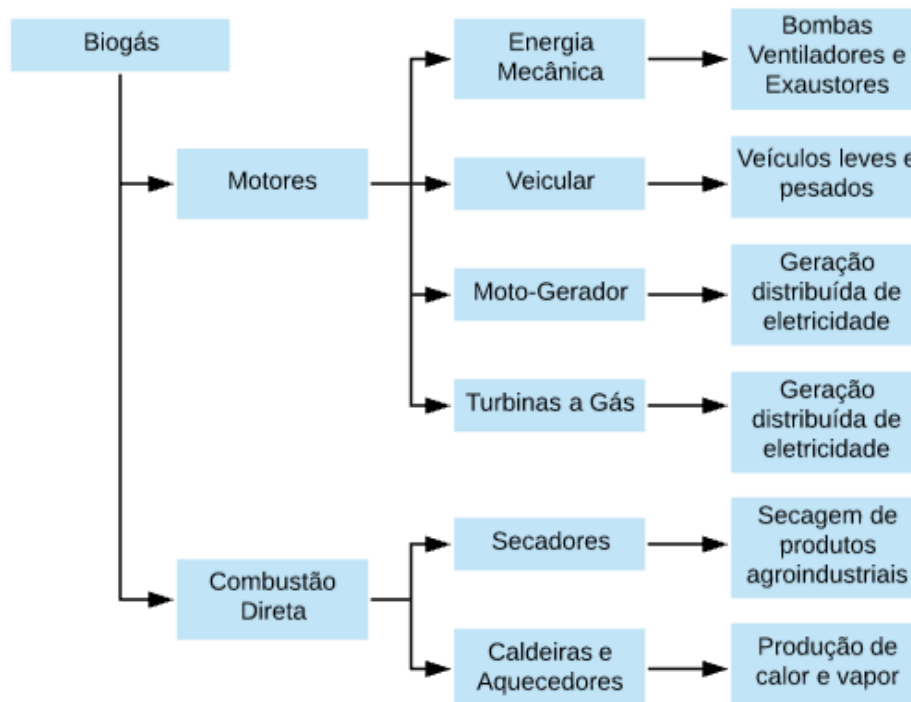 Biogás
Motores
Energia
Mecânica
Bombas
Ventiladores e
Exaustores
Veicular
Veículos leves e
pesados
Moto-Gerador
Geração
distribuída de
eletricidade
Turbinas a Gás
Geração
distribuída de
eletricidade
Combustão
Direta
Secadores
Secagem de
produtos
agroindustriais
Caldeiras e
Aquecedores
Produção de
calor e vapor